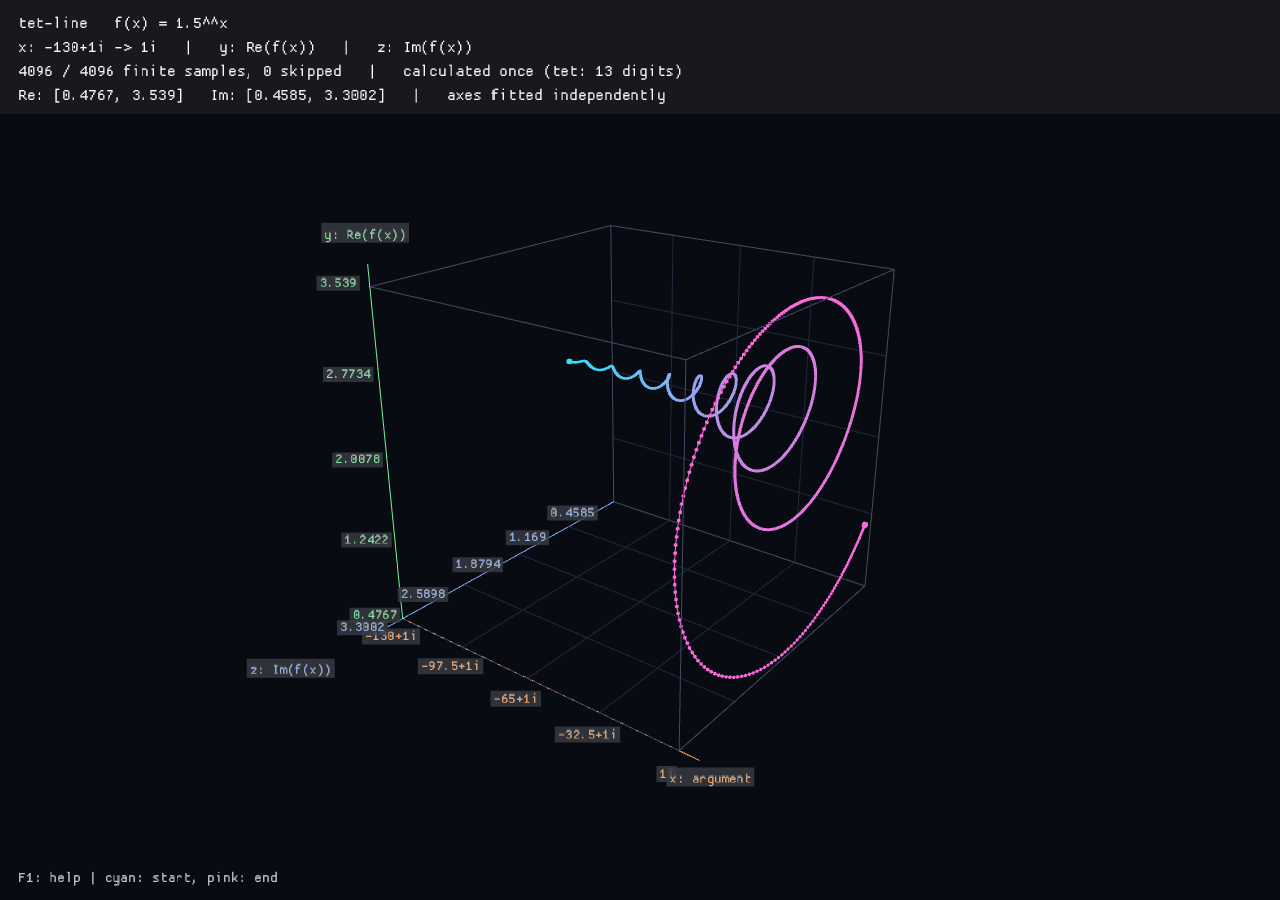 tet-line   f(x) = 1.5^^x
x: -130+1i -> 1i   |   y: Re(f(x))   |   z: Im(f(x))
4096 / 4096 finite samples, 0 skipped   |   calculated once (tet: 13 digits)
Re: [0.4767, 3.539]   Im: [0.4585, 3.3002]   |   axes fitted independently
y: Re(f(x))
3.539
2.7734
2.0078
1.2422
0.4767
0.4585
1.169
1.8794
2.5898
3.3002
z: Im(f(x))
-130+1i
-97.5+1i
-65+1i
-32.5+1i
x: argument
F1: help | cyan: start, pink: end